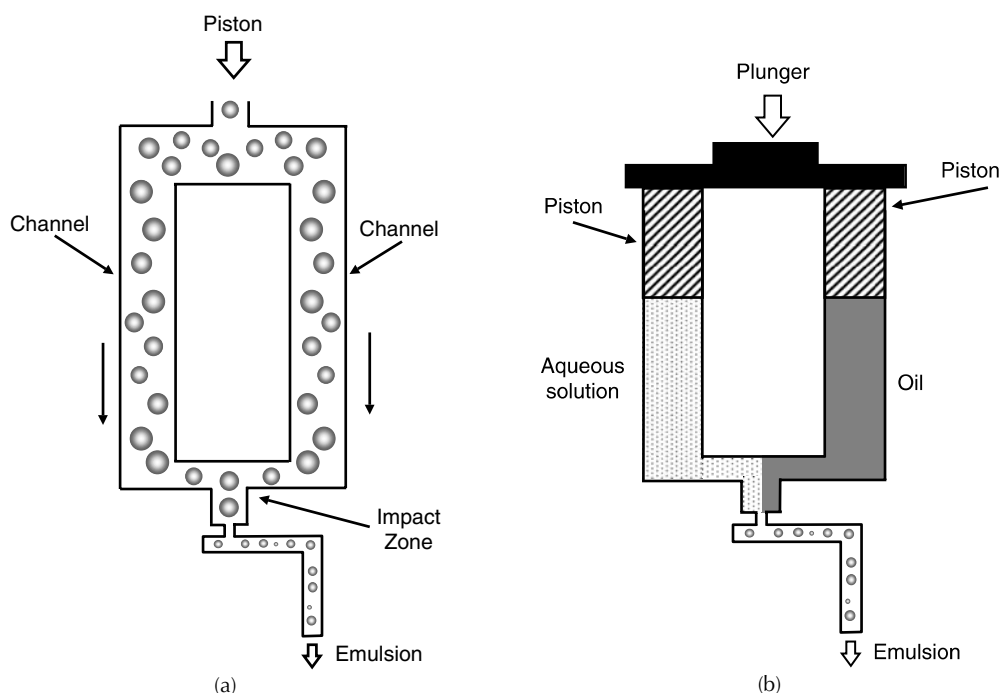 Piston
Channel
Channel
Impact
Zone
Emulsion
(a)
Plunger
Piston
Piston
Aqueous
solution
Oil
Emulsion
(b)